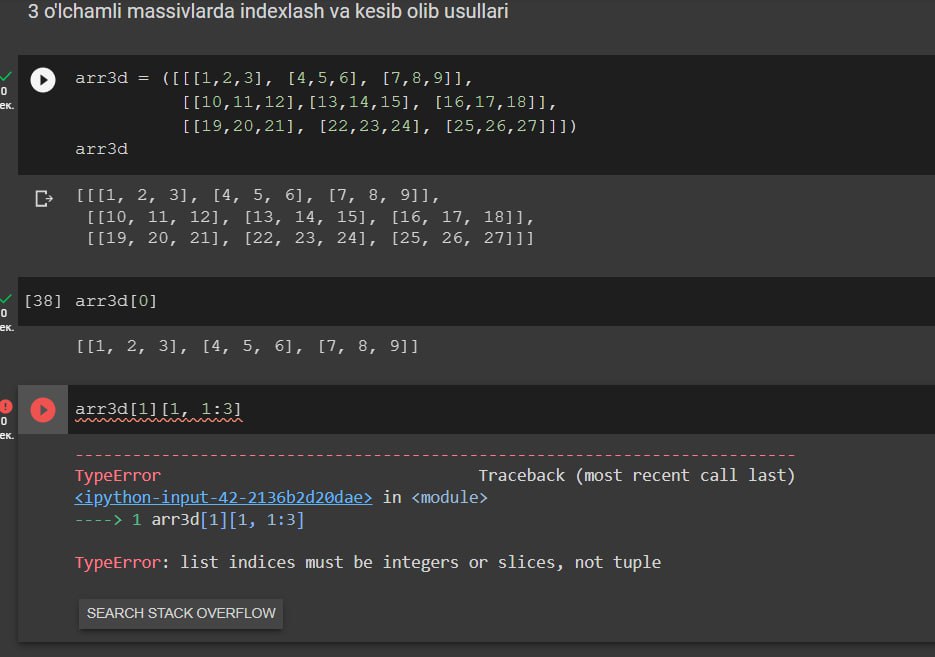 3 o'lchamli massivlarda indexlash va kesib olib usullari
0
ек.
arr3d = ([[[1,2,3], [4,5,6], [7,8,9]],
[[10,11,12],[13,14,15], [16,17,18]],
[[19,20,21], [22,23,24], [25,26,27]]])
arr3d
[[[1, 2, 3], [4, 5, 6], [7, 8, 9]],
[[10, 11, 12], [13, 14, 15], [16, 17, 18]],
[[19, 20, 21], [22, 23, 24], [25, 26, 27]]]
0
ек.
[38] arr3d[0]
[[1, 2, 3], [4, 5, 6], [7, 8, 9]]
0
ек.
arr3d[1][1, 1:3]
---------------------------------------------------------------------------
TypeError Traceback (most recent call last)
<ipython-input-42-2136b2d20dae> in <module>
----> 1 arr3d[1][1, 1:3]
TypeError: list indices must be integers or slices, not tuple
SEARCH STACK OVERFLOW